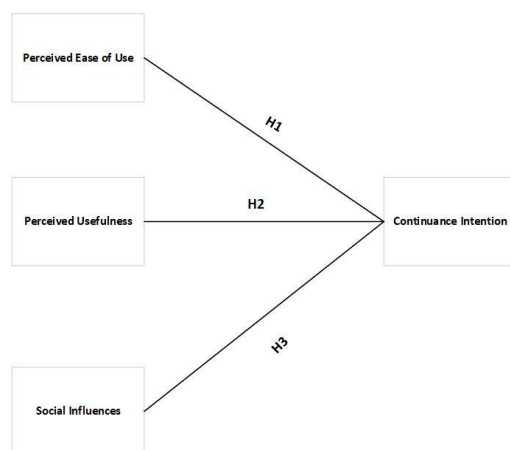 Perceived Ease of Use
H1
Perceived Usefulness
H2
Continuance Intention
H3
Social Influences